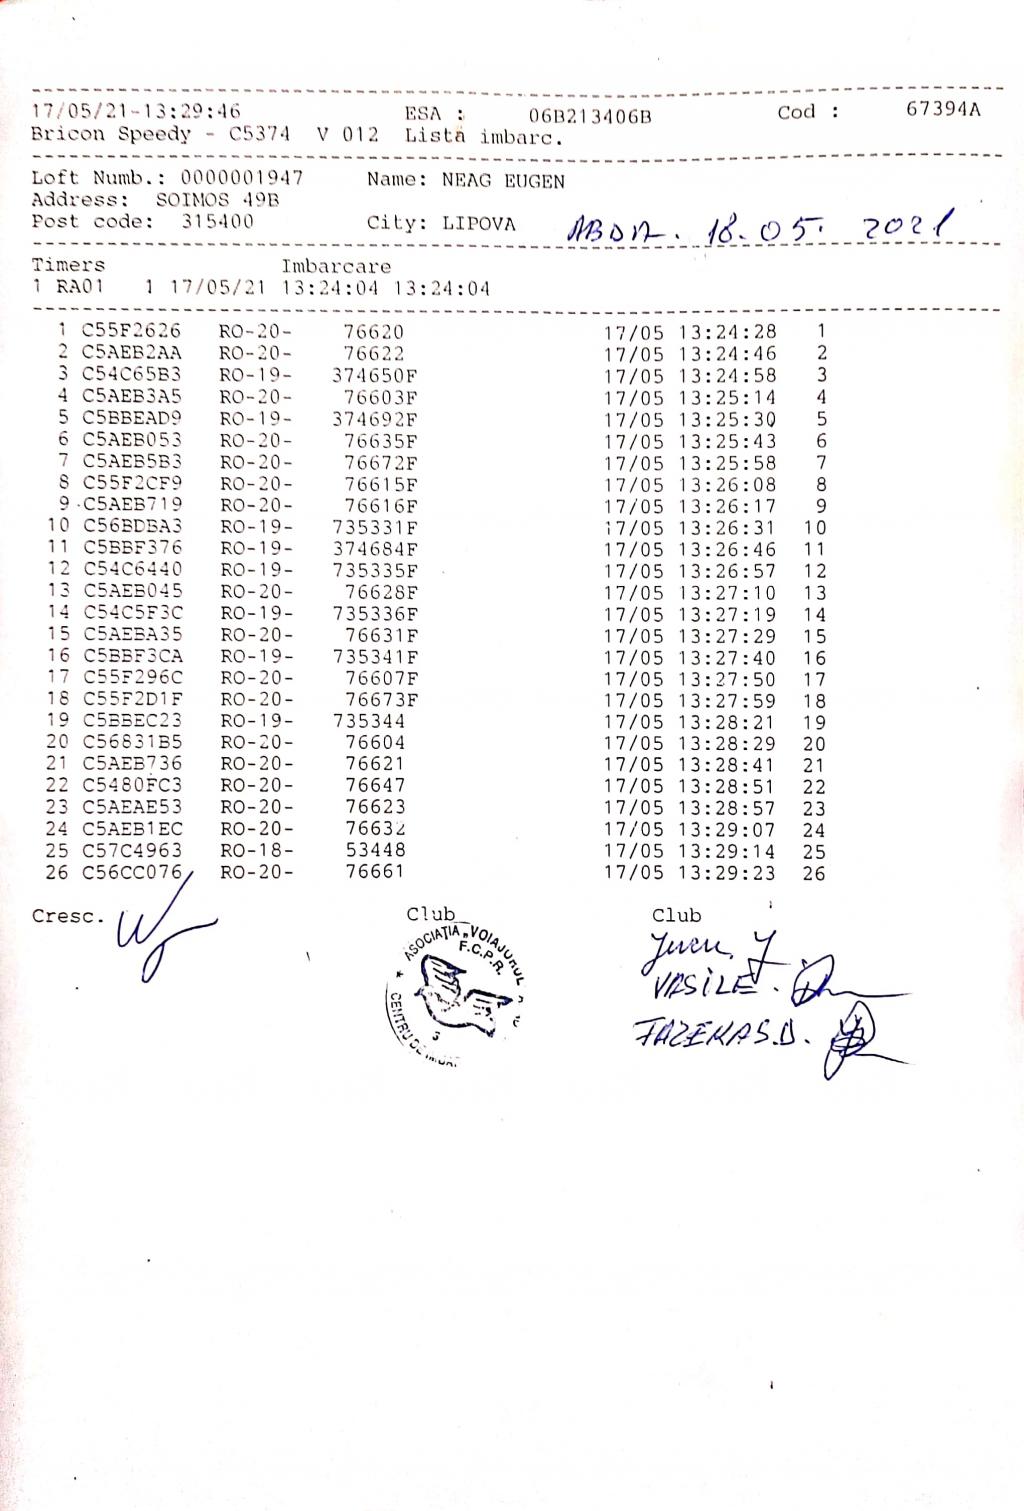 17/05/21-13:29:46 ESA : 06B213406B Cod : 67394A
Bricon Speedy - C5374 V 012 Lista imbarc.
Loft Numb.: 0000001947 Name: NEAG EUGEN
Address: SOIMOS 49B
Post code: 315400 City: LIPOVA ABDA. 18.05. 2021
Timers Imbarcare
1 RA01 1 17/05/21 13:24:04 13:24:04
1 C55F2626 RO-20- 76620 17/05 13:24:28 1
2 C5AEB2AA RO-20- 76622 17/05 13:24:46 2
3 C54C65B3 RO-19- 374650F 17/05 13:24:58 3
4 C5AEB3A5 RO-20- 76603F 17/05 13:25:14 4
5 C5BBEAD9 RO-19- 374692F 17/05 13:25:30 5
6 C5AEB053 RO-20- 76635F 17/05 13:25:43 6
7 C5AEB5B3 RO-20- 76672F 17/05 13:25:58 7
8 C55F2CF9 RO-20- 76615F 17/05 13:26:08 8
9 C5AEB719 RO-20- 76616F 17/05 13:26:17 9
10 C56BDBA3 RO-19- 735331F 17/05 13:26:31 10
11 C5BBF376 RO-19- 374684F 17/05 13:26:46 11
12 C54C6440 RO-19- 735335F 17/05 13:26:57 12
13 C5AEB045 RO-20- 76628F 17/05 13:27:10 13
14 C54C5F3C RO-19- 735336F 17/05 13:27:19 14
15 C5AEBA35 RO-20- 76631F 17/05 13:27:29 15
16 C5BBF3CA RO-19- 735341F 17/05 13:27:40 16
17 C55F296C RO-20- 76607F 17/05 13:27:50 17
18 C55F2D1F RO-20- 76673F 17/05 13:27:59 18
19 C5BBEC23 RO-19- 735344 17/05 13:28:21 19
20 C56831B5 RO-20- 76604 17/05 13:28:29 20
21 C5AEB736 RO-20- 76621 17/05 13:28:41 21
22 C5480FC3 RO-20- 76647 17/05 13:28:51 22
23 C5AEAE53 RO-20- 76623 17/05 13:28:57 23
24 C5AEB1EC RO-20- 76632 17/05 13:29:07 24
25 C57C4963 RO-18- 53448 17/05 13:29:14 25
26 C56CC076 RO-20- 76661 17/05 13:29:23 26
Cresc. Club Club
ASOCIAȚIA „VOIAJORUL
F.C.P.R.
CENTRU DE
3
VASILE.
FAZEKAS.D.